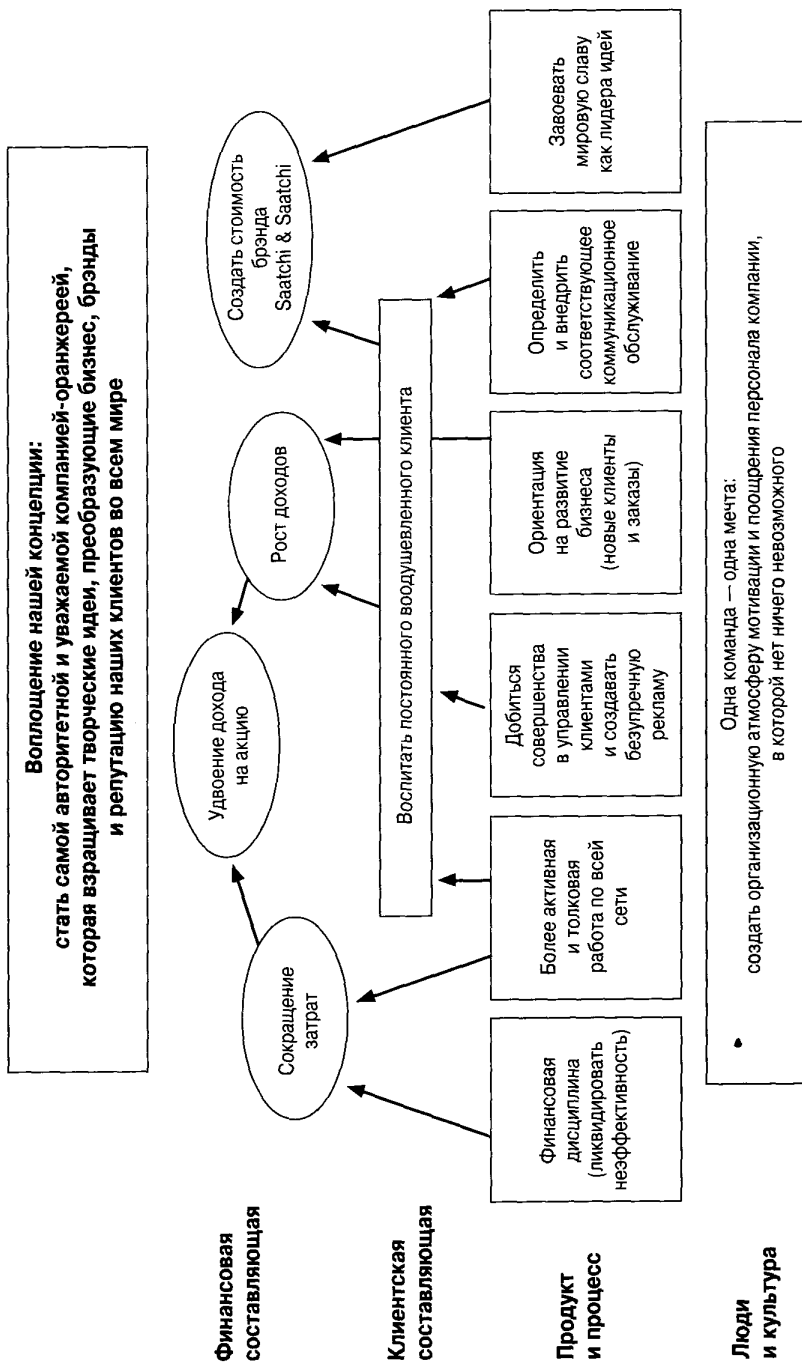 Воплощение нашей концепции:
стать самой авторитетной и уважаемой компанией-оранжереей,
которая взращивает творческие идеи, преобразующие бизнес, брэнды
и репутацию наших клиентов во всем мире
Финансовая
составляющая
Сокращение
затрат
Удвоение дохода
на акцию
Рост доходов
Создать стоимость
брэнда
Saatchi & Saatchi
Клиентская
составляющая
Воспитать постоянного воодушевленного клиента
Продукт
и процесс
Финансовая
дисциплина
(ликвидировать
неэффективность)
Более активная
и толковая
работа по всей
сети
Добиться
совершенства
в управлении
клиентами
и создавать
безупречную
рекламу
Ориентация
на развитие
бизнеса
(новые клиенты
и заказы)
Определить
и внедрить
соответствующее
коммуникационное
обслуживание
Завоевать
мировую славу
как лидера идей
Люди
и культура
Одна команда — одна мечта:
создать организационную атмосферу мотивации и поощрения персонала компании,
в которой нет ничего невозможного